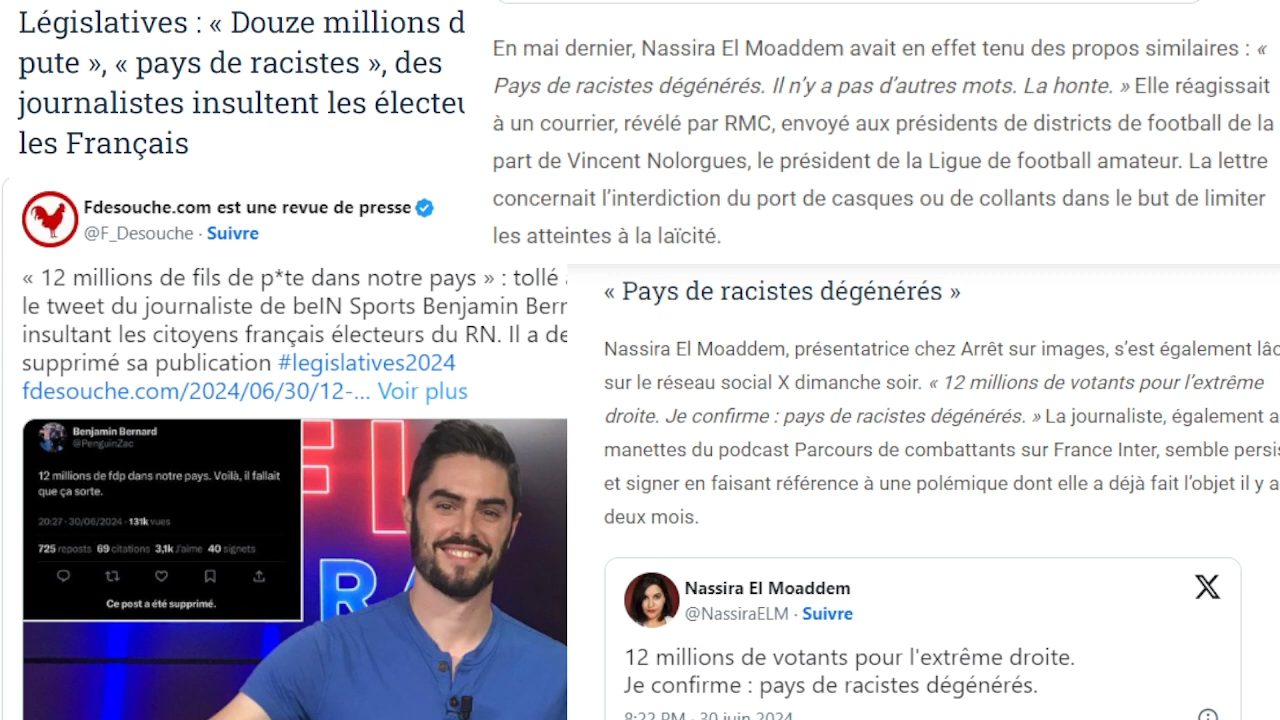 Législatives : « Douze millions d
pute », « pays de racistes », des
journalistes insultent les électeu
les Français
Fdesouche.com est une revue de presse
@F_Desouche · Suivre
« 12 millions de fils de p*te dans notre pays » : tollé a
le tweet du journaliste de beIN Sports Benjamin Bern
insultant les citoyens français électeurs du RN. Il a de
supprimé sa publication #legislatives2024
fdesouche.com/2024/06/30/12-... Voir plus
Benjamin Bernard
@PenguinZac
12 millions de fdp dans notre pays. Voilà, il fallait
que ça sorte.
20:27 · 30/06/2024 · 131k vues
725 reposts 69 citations 3,1k J'aime 40 signets
Ce post a été supprimé.
En mai dernier, Nassira El Moaddem avait en effet tenu des propos similaires : «
Pays de racistes dégénérés. Il n'y a pas d'autres mots. La honte. » Elle réagissait
à un courrier, révélé par RMC, envoyé aux présidents de districts de football de la
part de Vincent Nolorgues, le président de la Ligue de football amateur. La lettre
concernait l'interdiction du port de casques ou de collants dans le but de limiter
les atteintes à la laïcité.
« Pays de racistes dégénérés »
Nassira El Moaddem, présentatrice chez Arrêt sur images, s'est également lâc
sur le réseau social X dimanche soir. « 12 millions de votants pour l'extrême
droite. Je confirme : pays de racistes dégénérés. » La journaliste, également a
manettes du podcast Parcours de combattants sur France Inter, semble persis
et signer en faisant référence à une polémique dont elle a déjà fait l'objet il y a
deux mois.
Nassira El Moaddem
@NassiraELM · Suivre
12 millions de votants pour l'extrême droite.
Je confirme : pays de racistes dégénérés.
8:22 PM · 30 juin 2024